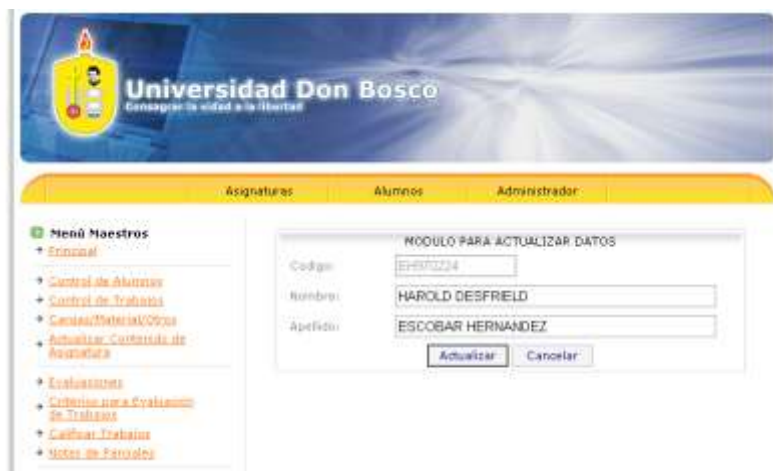 Universidad Don Bosco
Consagrar la vidad a la libertad
Asignaturas Alumnos Administrador
Menú Maestros
Principal
Control de Alumnos
Control de Trabajos
Cargas/Material/Otros
Actualizar Contenido de
Asignatura
Evaluaciones
Criterios para Evaluación
de Trabajos
Calificar Trabajos
Notas de Parciales
MODULO PARA ACTUALIZAR DATOS
Codigo: EH970224
Nombre: HAROLD DESFRIELD
Apellido: ESCOBAR HERNANDEZ
Actualizar Cancelar